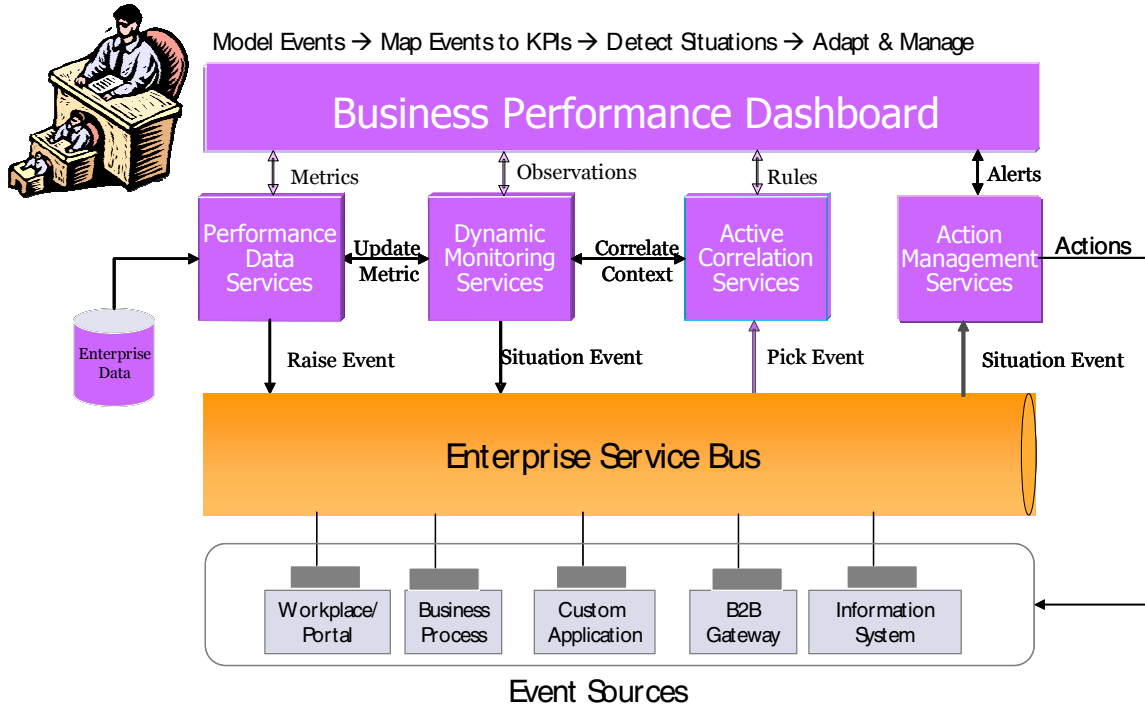 Model Events → Map Events to KPIs → Detect Situations → Adapt & Manage
Business Performance Dashboard
Metrics
Observations
Rules
Alerts
Performance
Data
Services
Update
Metric
Dynamic
Monitoring
Services
Correlate
Context
Active
Correlation
Services
Action
Management
Services
Actions
Enterprise
Data
Raise Event
Situation Event
Pick Event
Situation Event
Enterprise Service Bus
Workplace/
Portal
Business
Process
Custom
Application
B2B
Gateway
Information
System
Event Sources